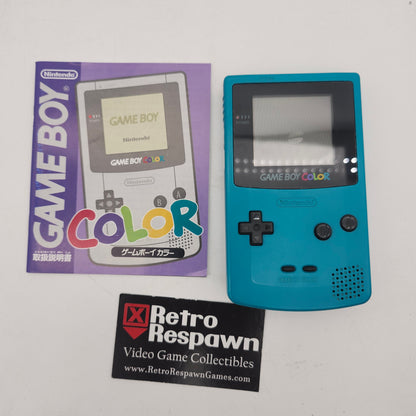 Nintendo®
GAME BOY
Nintendo
GAME BOY
Nintendo®
GAME BOY COLOR
B
A
COLOR
ゲームボーイ カラー
取扱説明書
GAME BOY COLOR
Retro
Respawn
Video Game Collectibles
www.RetroRespawnGames.com